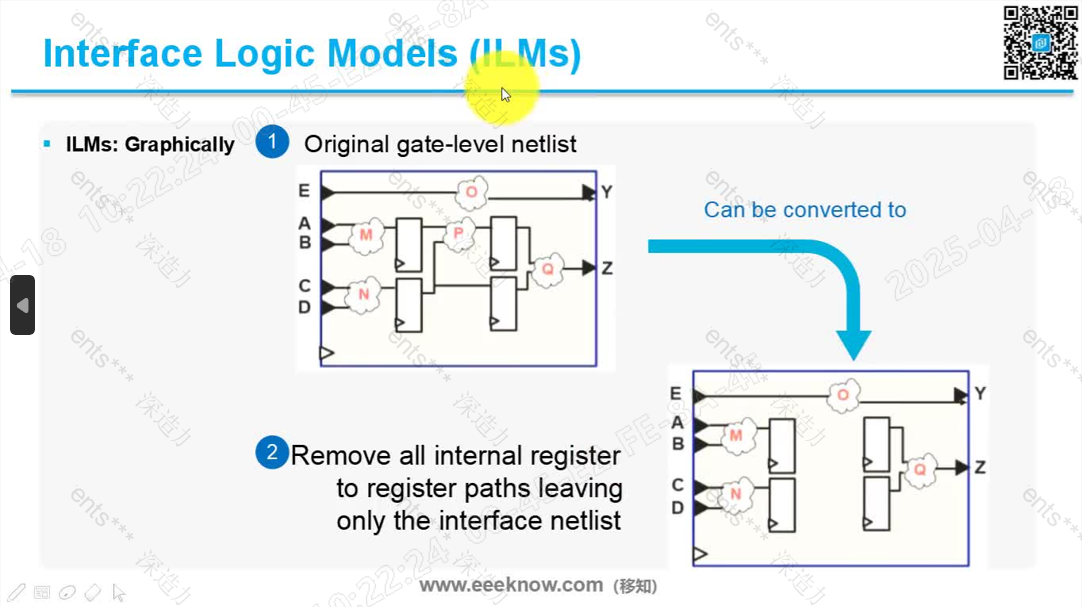 Interface Logic Models (ILMs)
ILMs: Graphically
1
Original gate-level netlist
E
O
Y
A
M
P
B
Q
Z
C
N
D
Can be converted to
2
Remove all internal register
to register paths leaving
only the interface netlist
E
O
Y
A
M
B
Q
Z
C
N
D
www.eeeknow.com（移知）